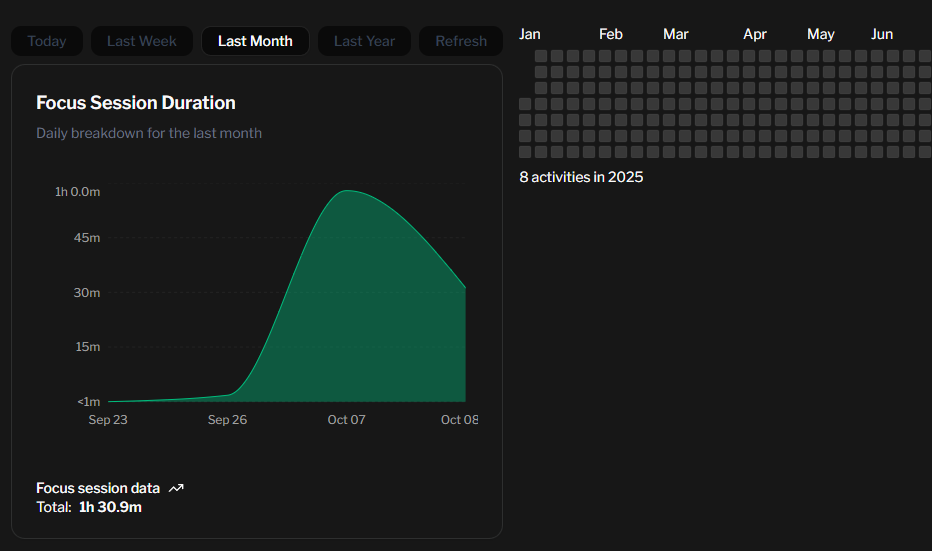 Today Last Week Last Month Last Year Refresh
Focus Session Duration
Daily breakdown for the last month
1h 0.0m
45m
30m
15m
<1m
Sep 23 Sep 26 Oct 07 Oct 08
Focus session data
Total: 1h 30.9m
Jan Feb Mar Apr May Jun
8 activities in 2025